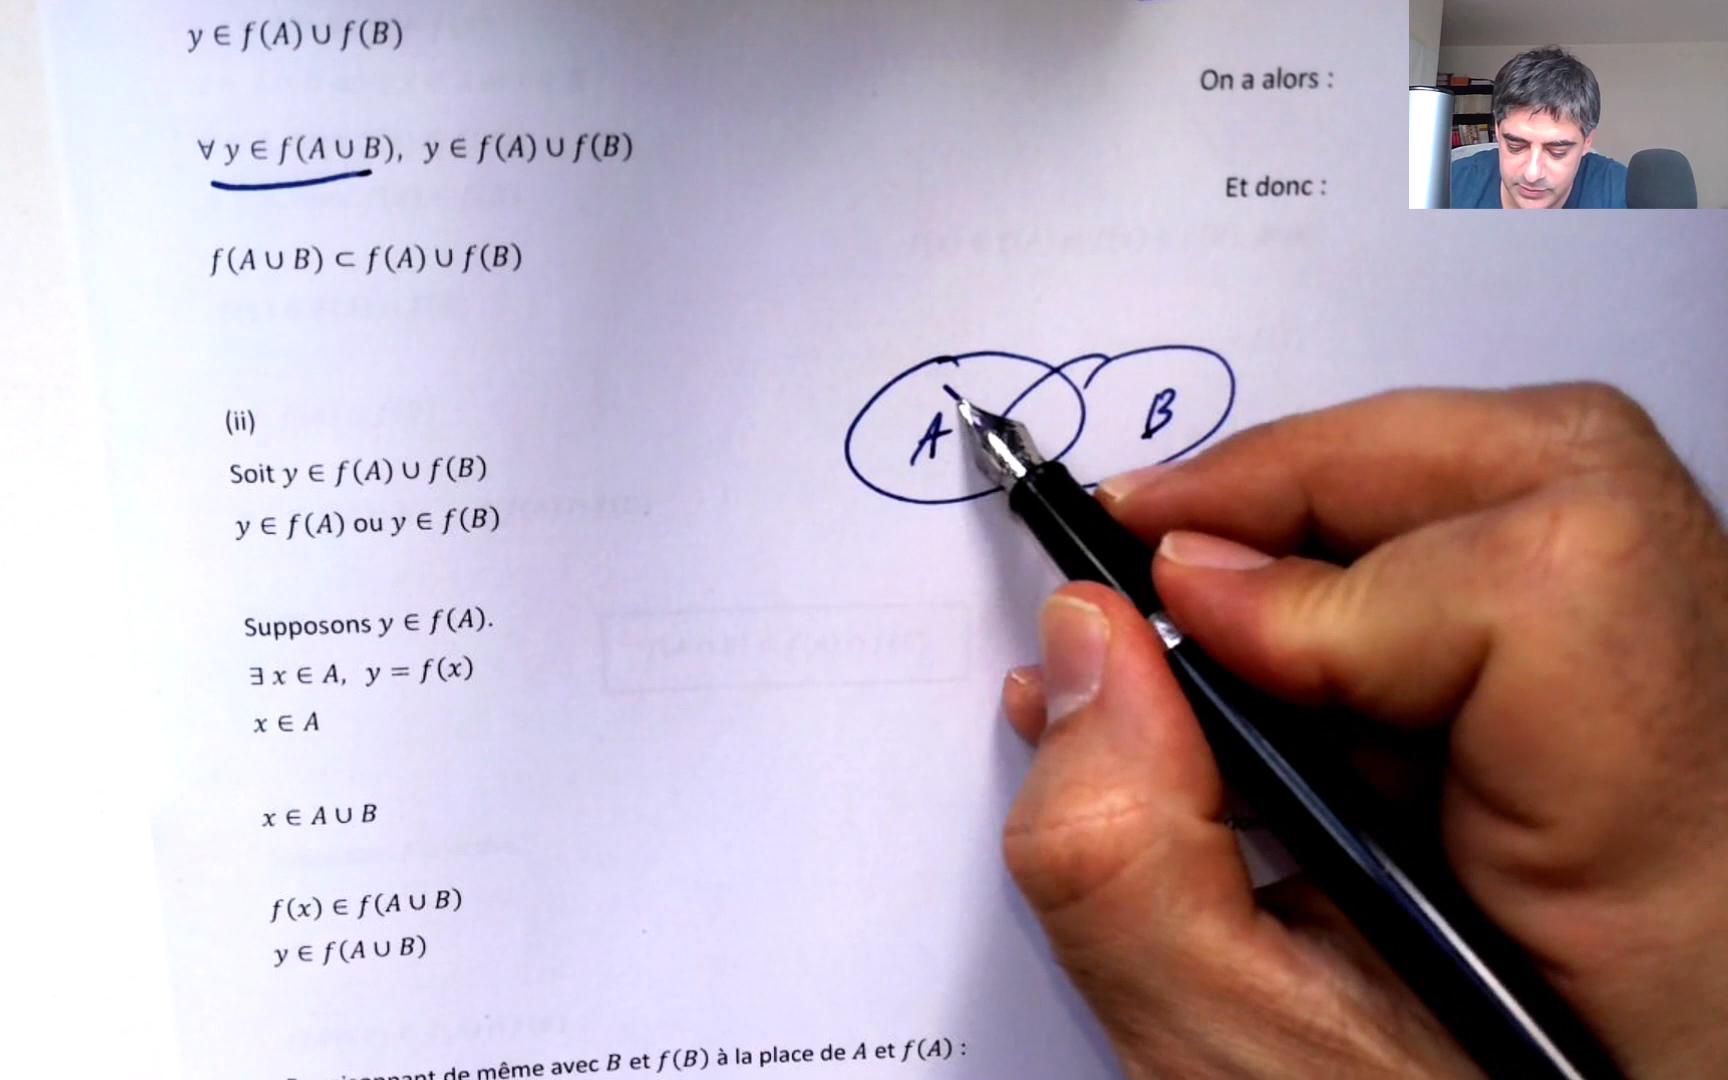 y ∈ f(A) ∪ f(B)
On a alors :
∀ y ∈ f(A ∪ B), y ∈ f(A) ∪ f(B)
Et donc :
f(A ∪ B) ⊂ f(A) ∪ f(B)
A
B
(ii)
Soit y ∈ f(A) ∪ f(B)
y ∈ f(A) ou y ∈ f(B)
Supposons y ∈ f(A).
∃ x ∈ A, y = f(x)
x ∈ A
x ∈ A ∪ B
f(x) ∈ f(A ∪ B)
y ∈ f(A ∪ B)
de même avec B et f(B) à la place de A et f(A) :